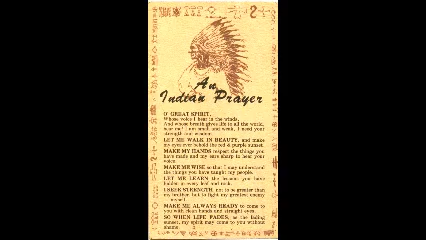 An
Indian Prayer
O' GREAT SPIRIT,
Whose voice I hear in the winds,
And whose breath gives life to all the world,
hear me! I am small and weak, I need your
strength and wisdom.
LET ME WALK IN BEAUTY, and make
my eyes ever behold the red & purple sunset.
MAKE MY HANDS respect the things you
have made and my ears sharp to hear your
voice.
MAKE ME WISE so that I may understand
the things you have taught my people.
LET ME LEARN the lessons you have
hidden in every leaf and rock.
I SEEK STRENGTH, not to be greater than
my brother, but to fight my greatest enemy
myself.
MAKE ME ALWAYS READY to come to
you with clean hands and straight eyes.
SO WHEN LIFE FADES, as the fading
sunset, my spirit may come to you without
shame.